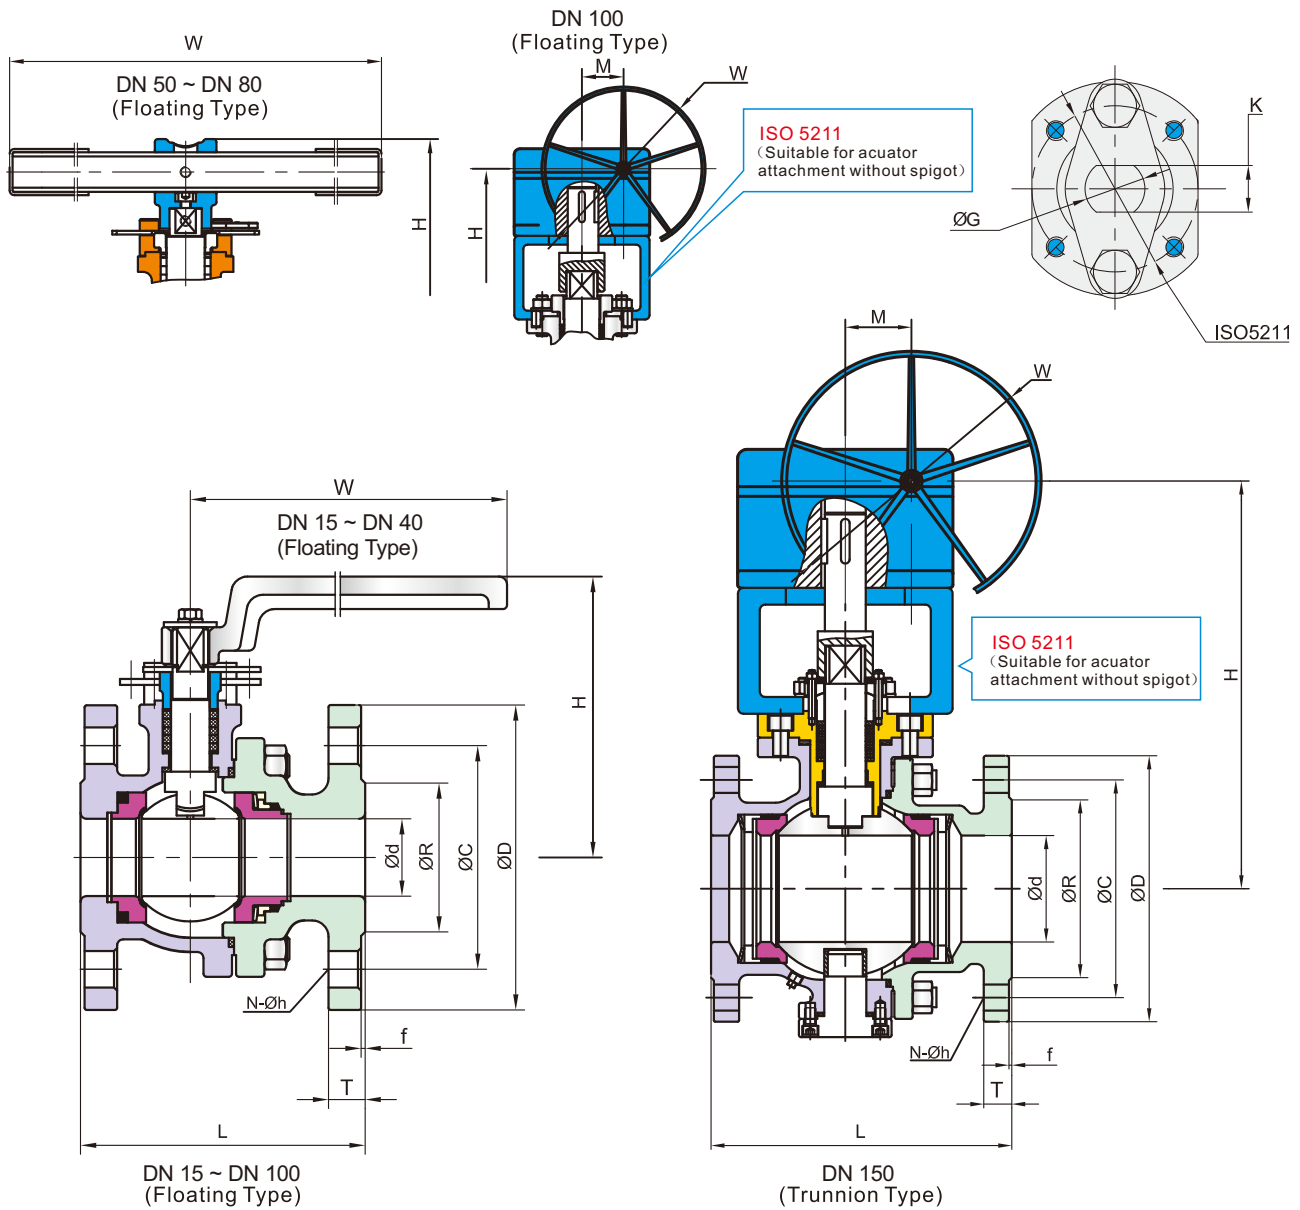 DN 100
(Floating Type)
W
DN 50 ~ DN 80
(Floating Type)
H
M
W
H
ISO 5211
(Suitable for acuator
attachment without spigot)
K
ØG
ISO5211
W
DN 15 ~ DN 40
(Floating Type)
H
Ød
ØR
ØC
ØD
N-Øh
f
T
L
DN 15 ~ DN 100
(Floating Type)
M
W
H
ISO 5211
(Suitable for acuator
attachment without spigot)
Ød
ØR
ØC
ØD
N-Øh
f
T
L
DN 150
(Trunnion Type)